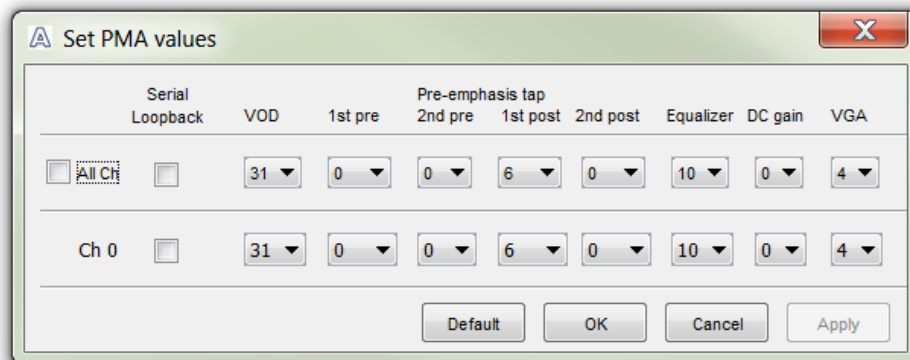 Set PMA values
Serial Loopback VOD 1st pre Pre-emphasis tap 2nd pre 1st post 2nd post Equalizer DC gain VGA
All Ch 31 0 0 6 0 10 0 4
Ch 0 31 0 0 6 0 10 0 4
Default OK Cancel Apply